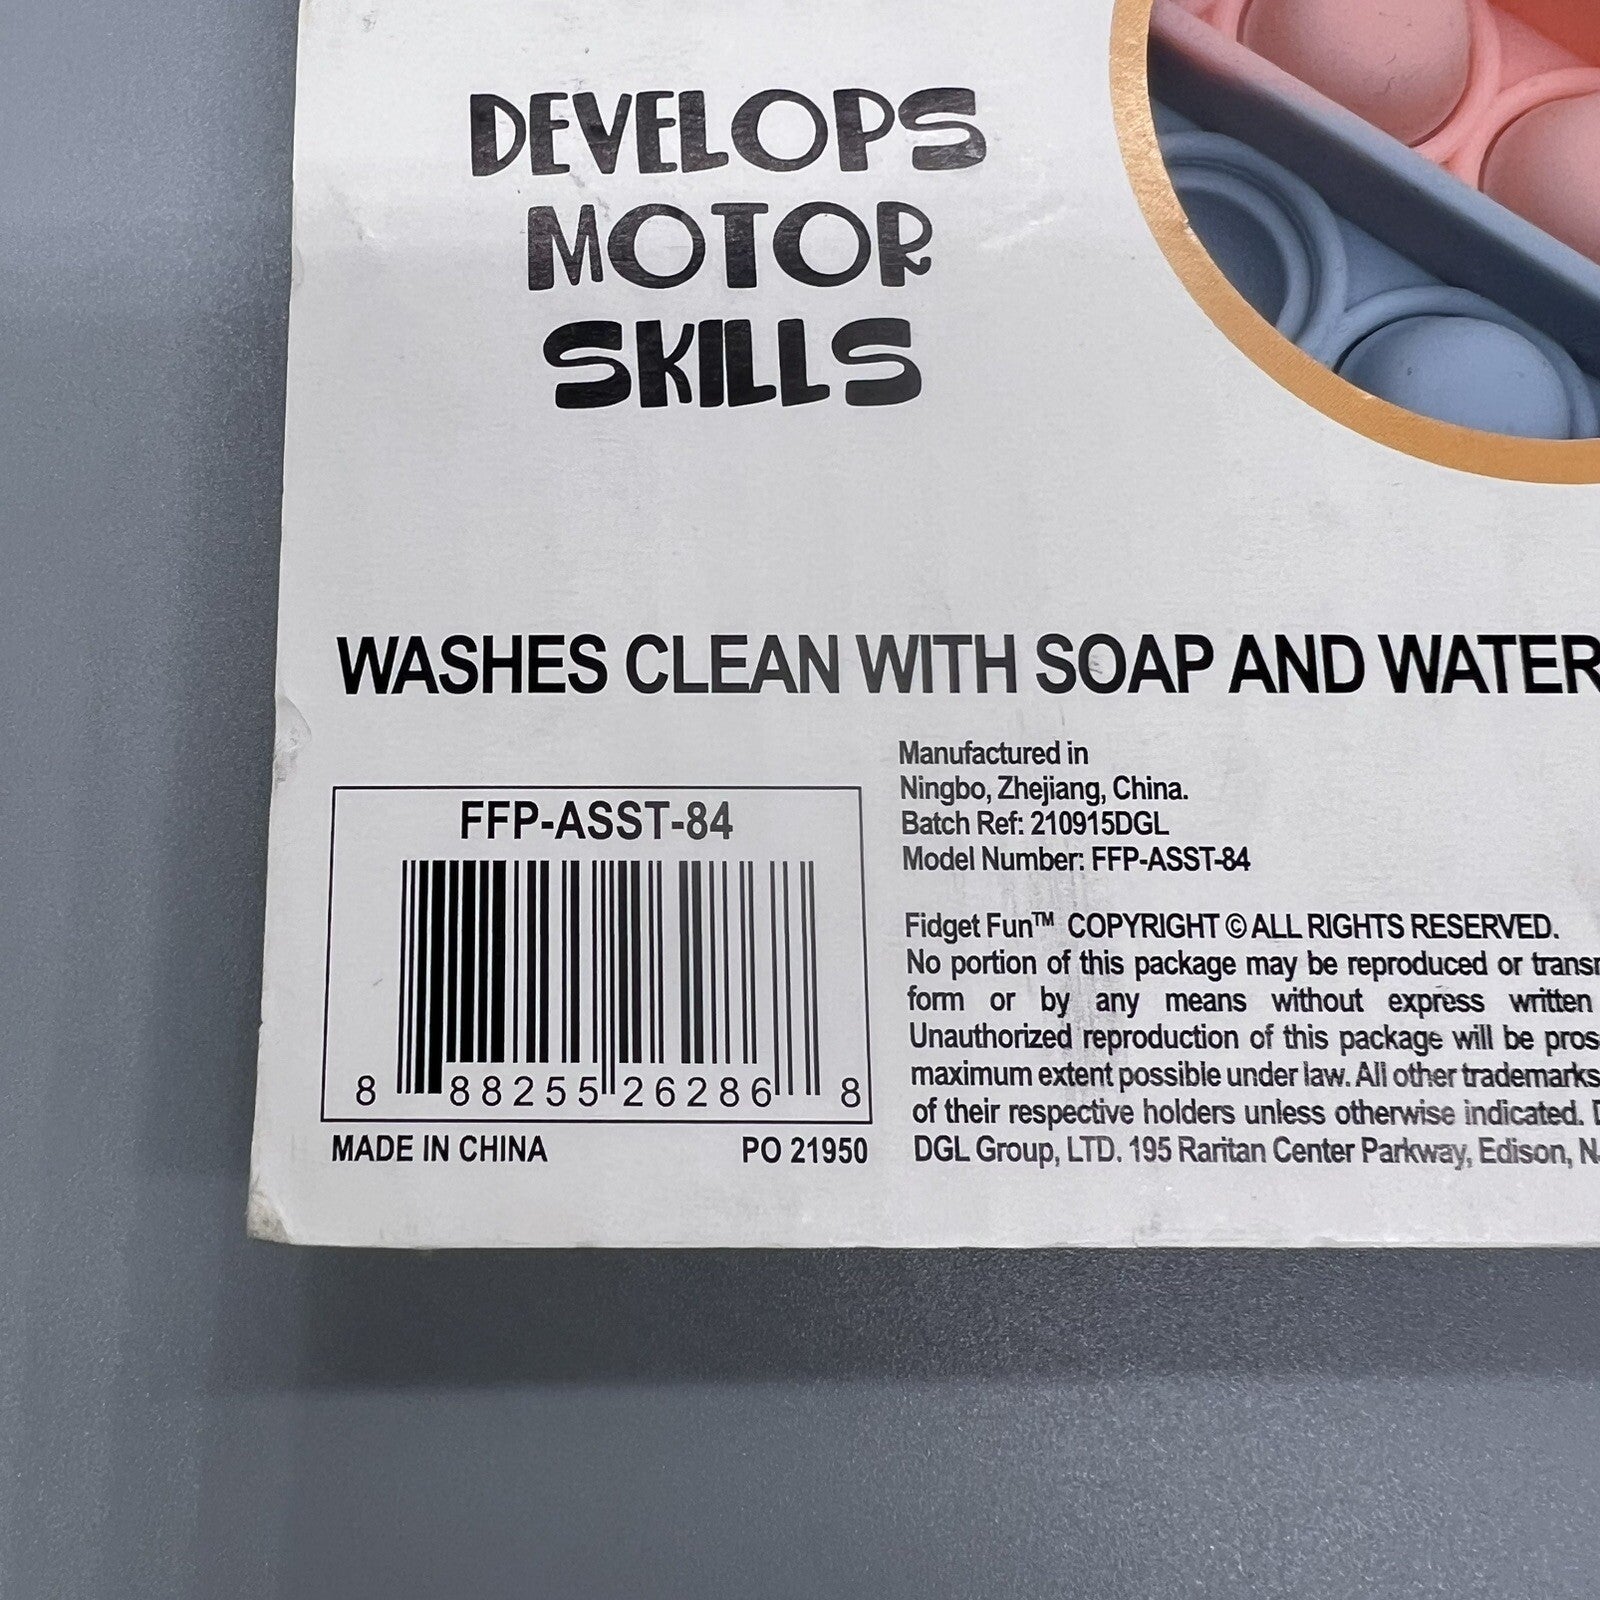 DEVELOPS
MOTOR
SKILLS
WASHES CLEAN WITH SOAP AND WATER
FFP-ASST-84
8 88255 26286 8
MADE IN CHINA PO 21950
Manufactured in
Ningbo, Zhejiang, China.
Batch Ref: 210915DGL
Model Number: FFP-ASST-84
Fidget Fun™ COPYRIGHT © ALL RIGHTS RESERVED.
No portion of this package may be reproduced or
form or by any means without express written
Unauthorized reproduction of this package will be
maximum extent possible under law. All other trademarks
of their respective holders unless otherwise indicated.
DGL Group, LTD. 195 Raritan Center Parkway, Edison,